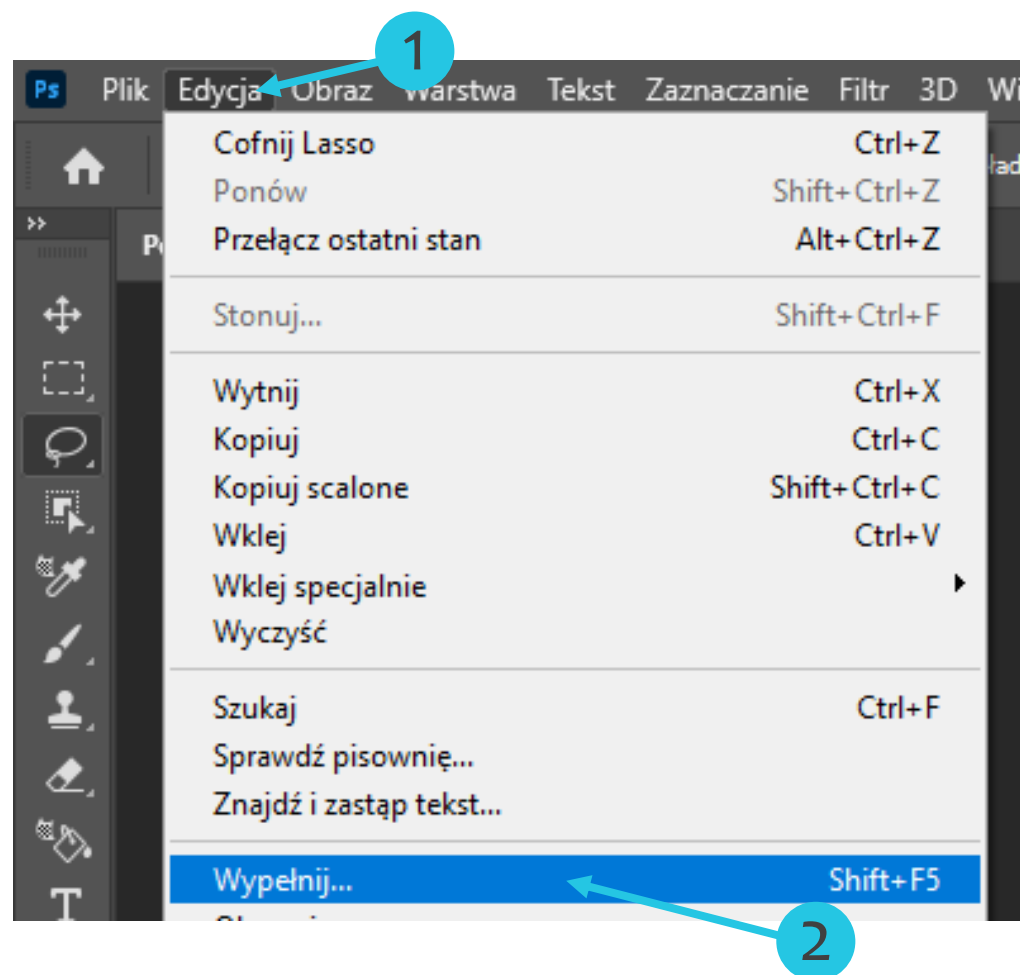 1
Ps Plik Edycja Obraz Warstwa Tekst Zaznaczanie Filtr 3D
Cofnij Lasso Ctrl+Z
Ponów Shift+Ctrl+Z
Przełącz ostatni stan Alt+Ctrl+Z
Stonuj... Shift+Ctrl+F
Wytnij Ctrl+X
Kopiuj Ctrl+C
Kopiuj scalone Shift+Ctrl+C
Wklej Ctrl+V
Wklej specjalnie
Wyczyść
Szukaj Ctrl+F
Sprawdź pisownię...
Znajdź i zastąp tekst...
Wypełnij... Shift+F5
2